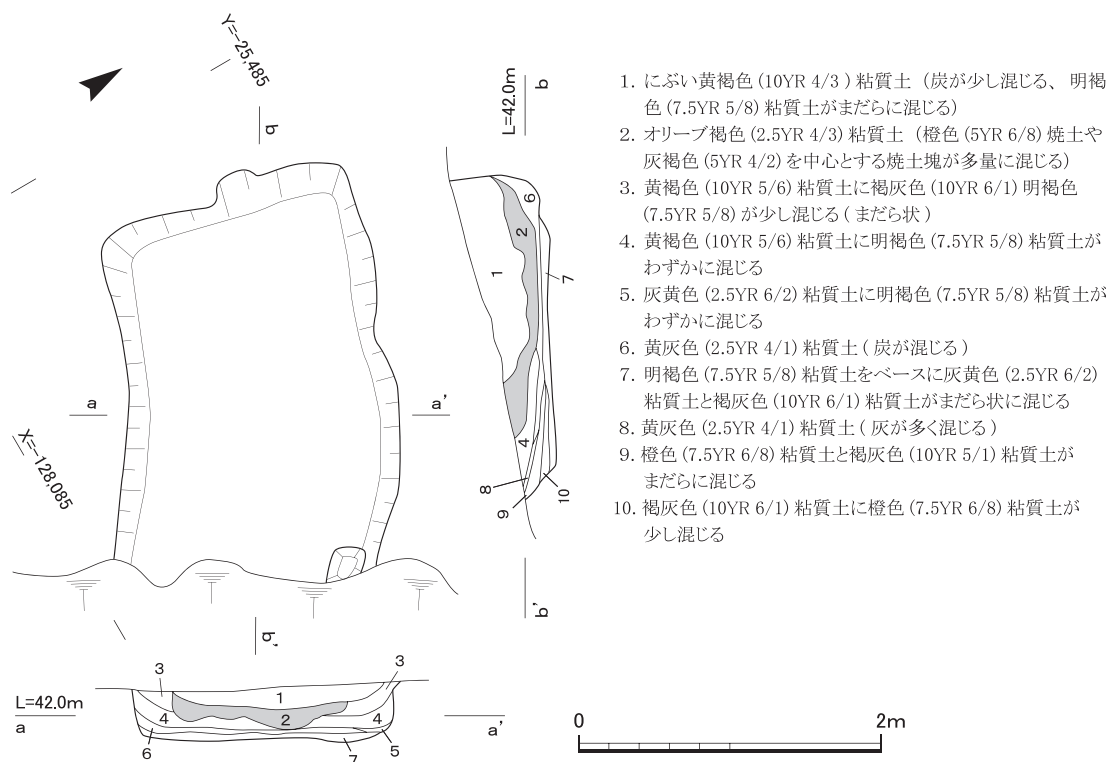 Y=-25,485
b
L=42.0m
b
6
2
1
7
a
a'
X=-128,085
4
8
9
10
b'
b'
3
3
L=42.0m
1
a
4
2
4
a'
6
7
5
0
2m
1. にぶい黄褐色 (10YR 4/3 ) 粘質土 (炭が少し混じる、 明褐
色 (7.5YR 5/8) 粘質土がまだらに混じる)
2. オリーブ褐色 (2.5YR 4/3) 粘質土 (橙色 (5YR 6/8) 焼土や
灰褐色 (5YR 4/2) を中心とする焼土塊が多量に混じる)
3. 黄褐色 (10YR 5/6) 粘質土に褐灰色 (10YR 6/1) 明褐色
(7.5YR 5/8) が少し混じる ( まだら状 )
4. 黄褐色 (10YR 5/6) 粘質土に明褐色 (7.5YR 5/8) 粘質土が
わずかに混じる
5. 灰黄色 (2.5YR 6/2) 粘質土に明褐色 (7.5YR 5/8) 粘質土が
わずかに混じる
6. 黄灰色 (2.5YR 4/1) 粘質土 ( 炭が混じる )
7. 明褐色 (7.5YR 5/8) 粘質土をベースに灰黄色 (2.5YR 6/2)
粘質土と褐灰色 (10YR 6/1) 粘質土がまだら状に混じる
8. 黄灰色 (2.5YR 4/1) 粘質土 ( 灰が多く混じる )
9. 橙色 (7.5YR 6/8) 粘質土と褐灰色 (10YR 5/1) 粘質土が
まだらに混じる
10. 褐灰色 (10YR 6/1) 粘質土に橙色 (7.5YR 6/8) 粘質土が
少し混じる